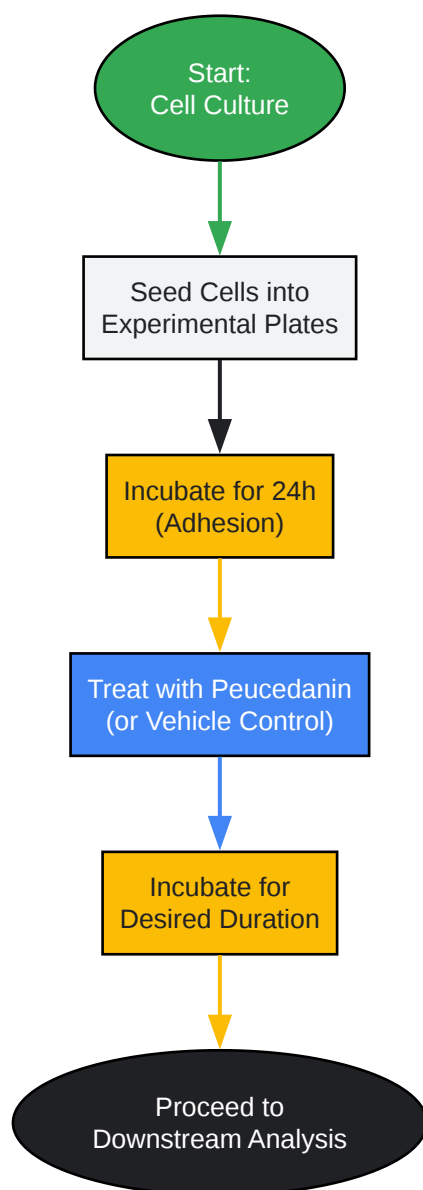 Start:
Cell Culture
Seed Cells into
Experimental Plates
Incubate for 24h
(Adhesion)
Treat with Peucedanin
(or Vehicle Control)
Incubate for
Desired Duration
Proceed to
Downstream Analysis